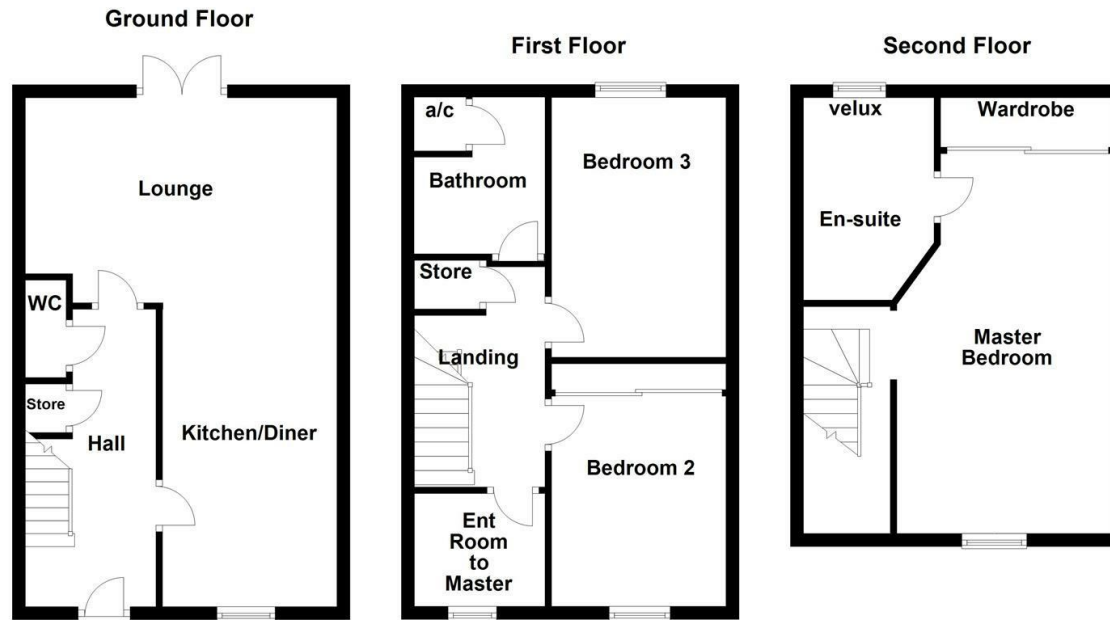 Ground Floor
Lounge
WC
Store
Hall
Kitchen/Diner
First Floor
a/c
Bathroom
Bedroom 3
Store
Landing
Bedroom 2
Ent
Room
to
Master
Second Floor
velux
Wardrobe
En-suite
Master
Bedroom